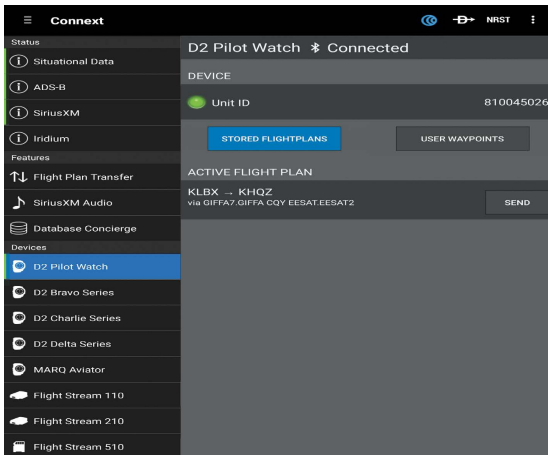 Connext
NRST
Status
Situational Data
ADS-B
SiriusXM
Iridium
Features
Flight Plan Transfer
SiriusXM Audio
Database Concierge
Devices
D2 Pilot Watch
D2 Bravo Series
D2 Charlie Series
D2 Delta Series
MARQ Aviator
Flight Stream 110
Flight Stream 210
Flight Stream 510
D2 Pilot Watch Connected
DEVICE
Unit ID 810045026
STORED FLIGHTPLANS USER WAYPOINTS
ACTIVE FLIGHT PLAN
KLBX → KHQZ
via GIFFA7.GIFFA CQY EESAT.EESAT2
SEND